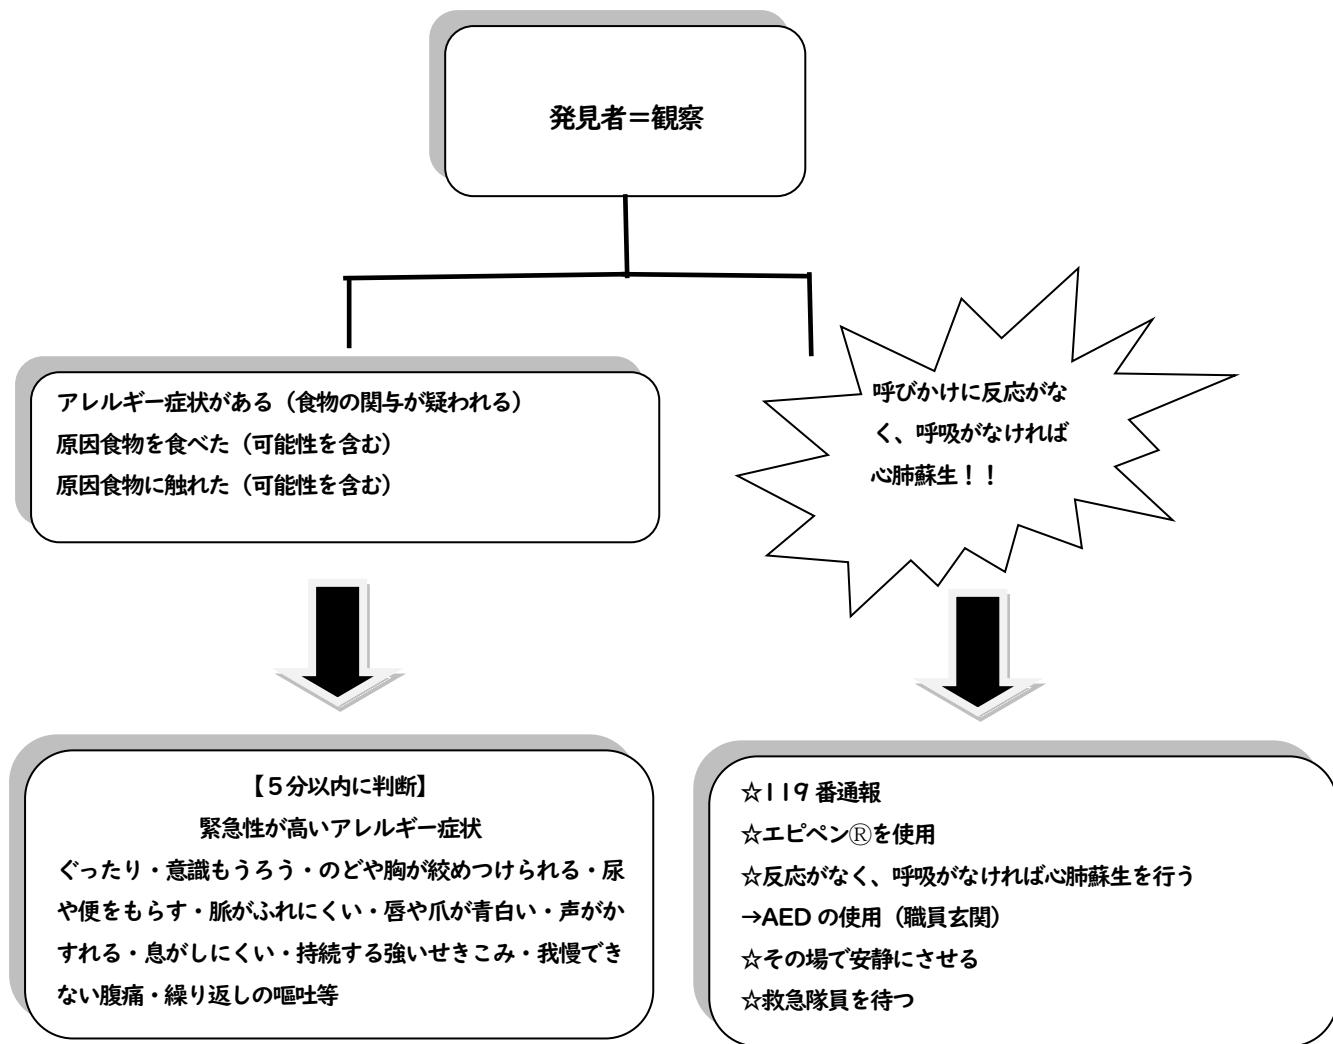 発見者＝観察
アレルギー症状がある（食物の関与が疑われる）
原因食物を食べた（可能性を含む）
原因食物に触れた（可能性を含む）
呼びかけに反応がな
く、呼吸がなければ
心肺蘇生！！
【５分以内に判断】
緊急性が高いアレルギー症状
ぐったり・意識もうろう・のどや胸が絞めつけられる・尿
や便をもらす・脈がふれにくい・唇や爪が青白い・声がか
すれる・息がしにくい・持続する強いせきこみ・我慢でき
ない腹痛・繰り返しの嘔吐等
☆119 番通報
☆エピペンⓇを使用
☆反応がなく、呼吸がなければ心肺蘇生を行う
→AED の使用（職員玄関）
☆その場で安静にさせる
☆救急隊員を待つ